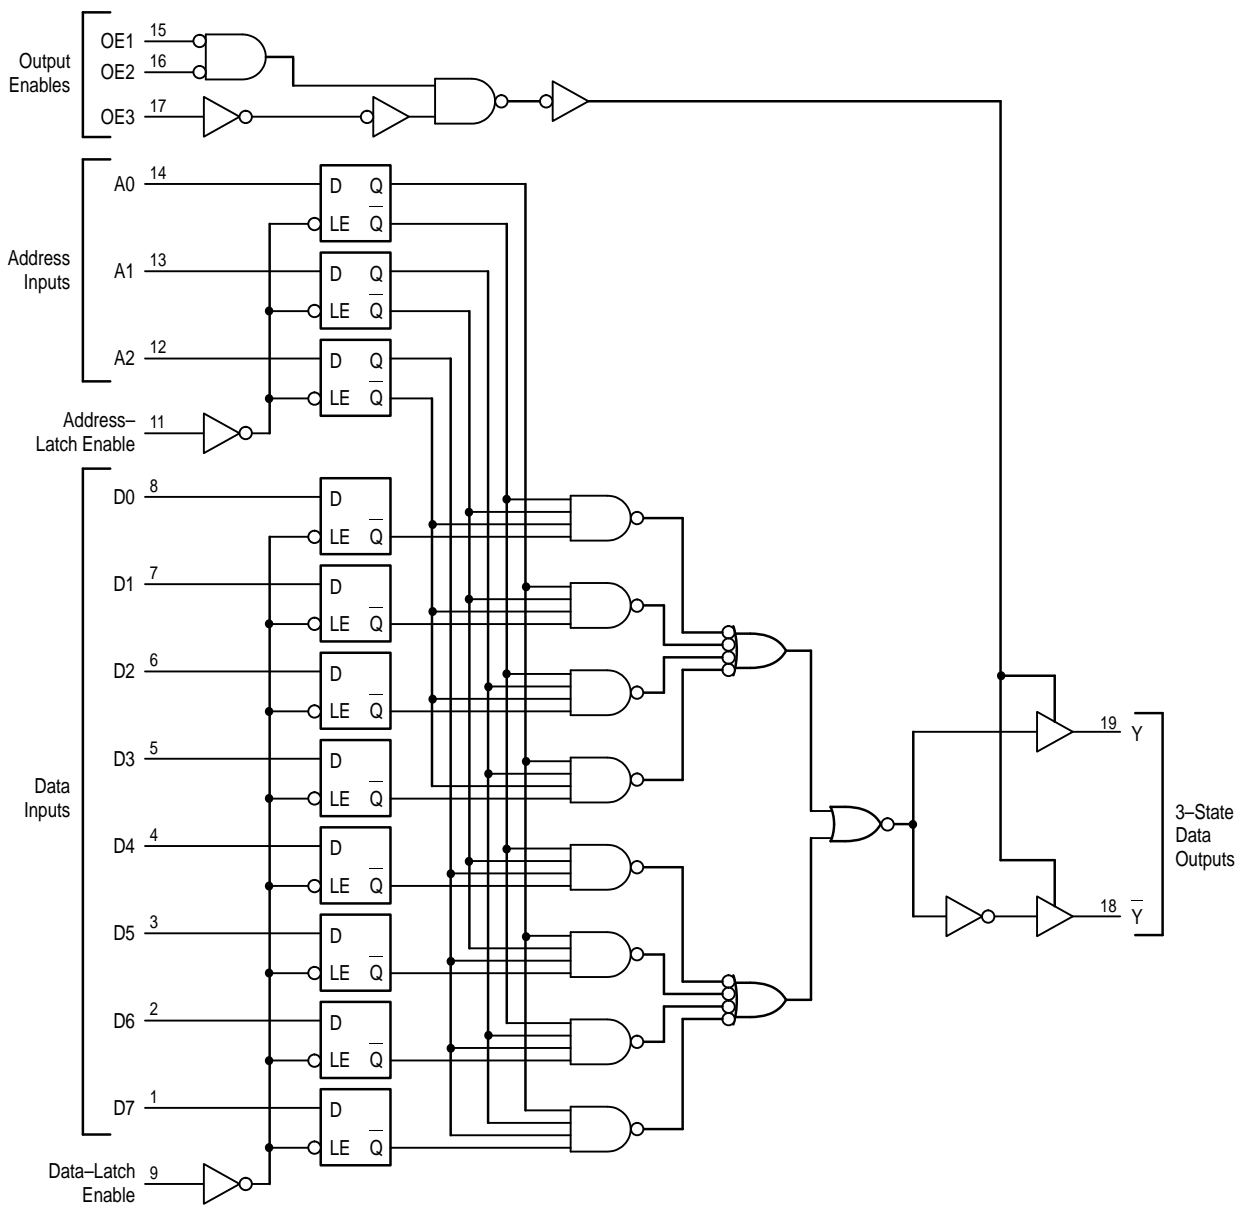 Output
Enables
OE1 15
OE2 16
OE3 17
Address
Inputs
A0 14
D Q
LE Q̅
A1 13
D Q
LE Q̅
A2 12
D Q
LE Q̅
Address–
Latch Enable 11
Data
Inputs
D0 8
D
LE Q̅
D1 7
D
LE Q̅
D2 6
D
LE Q̅
D3 5
D
LE Q̅
D4 4
D
LE Q̅
D5 3
D
LE Q̅
D6 2
D
LE Q̅
D7 1
D
LE Q̅
Data–Latch
Enable 9
19 Y
18 Y̅
3–State
Data
Outputs